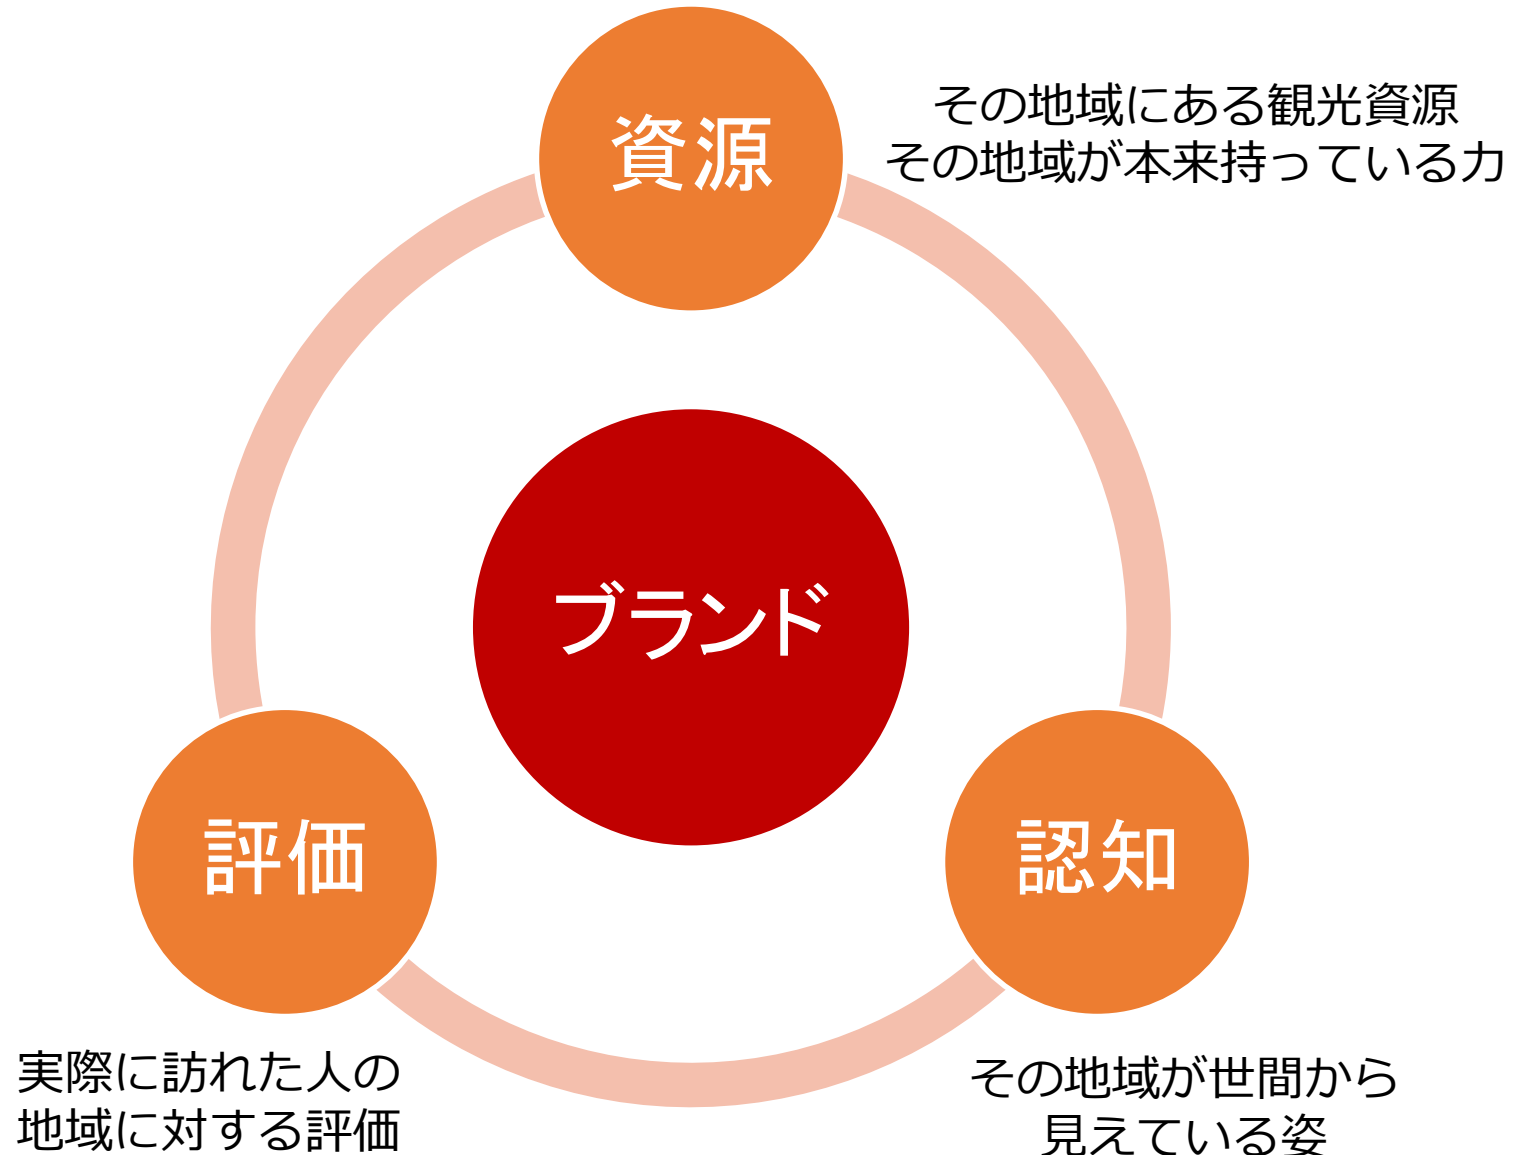 資源
その地域にある観光資源
その地域が本来持っている力
ブランド
評価
認知
実際に訪れた人の
地域に対する評価
その地域が世間から
見えている姿